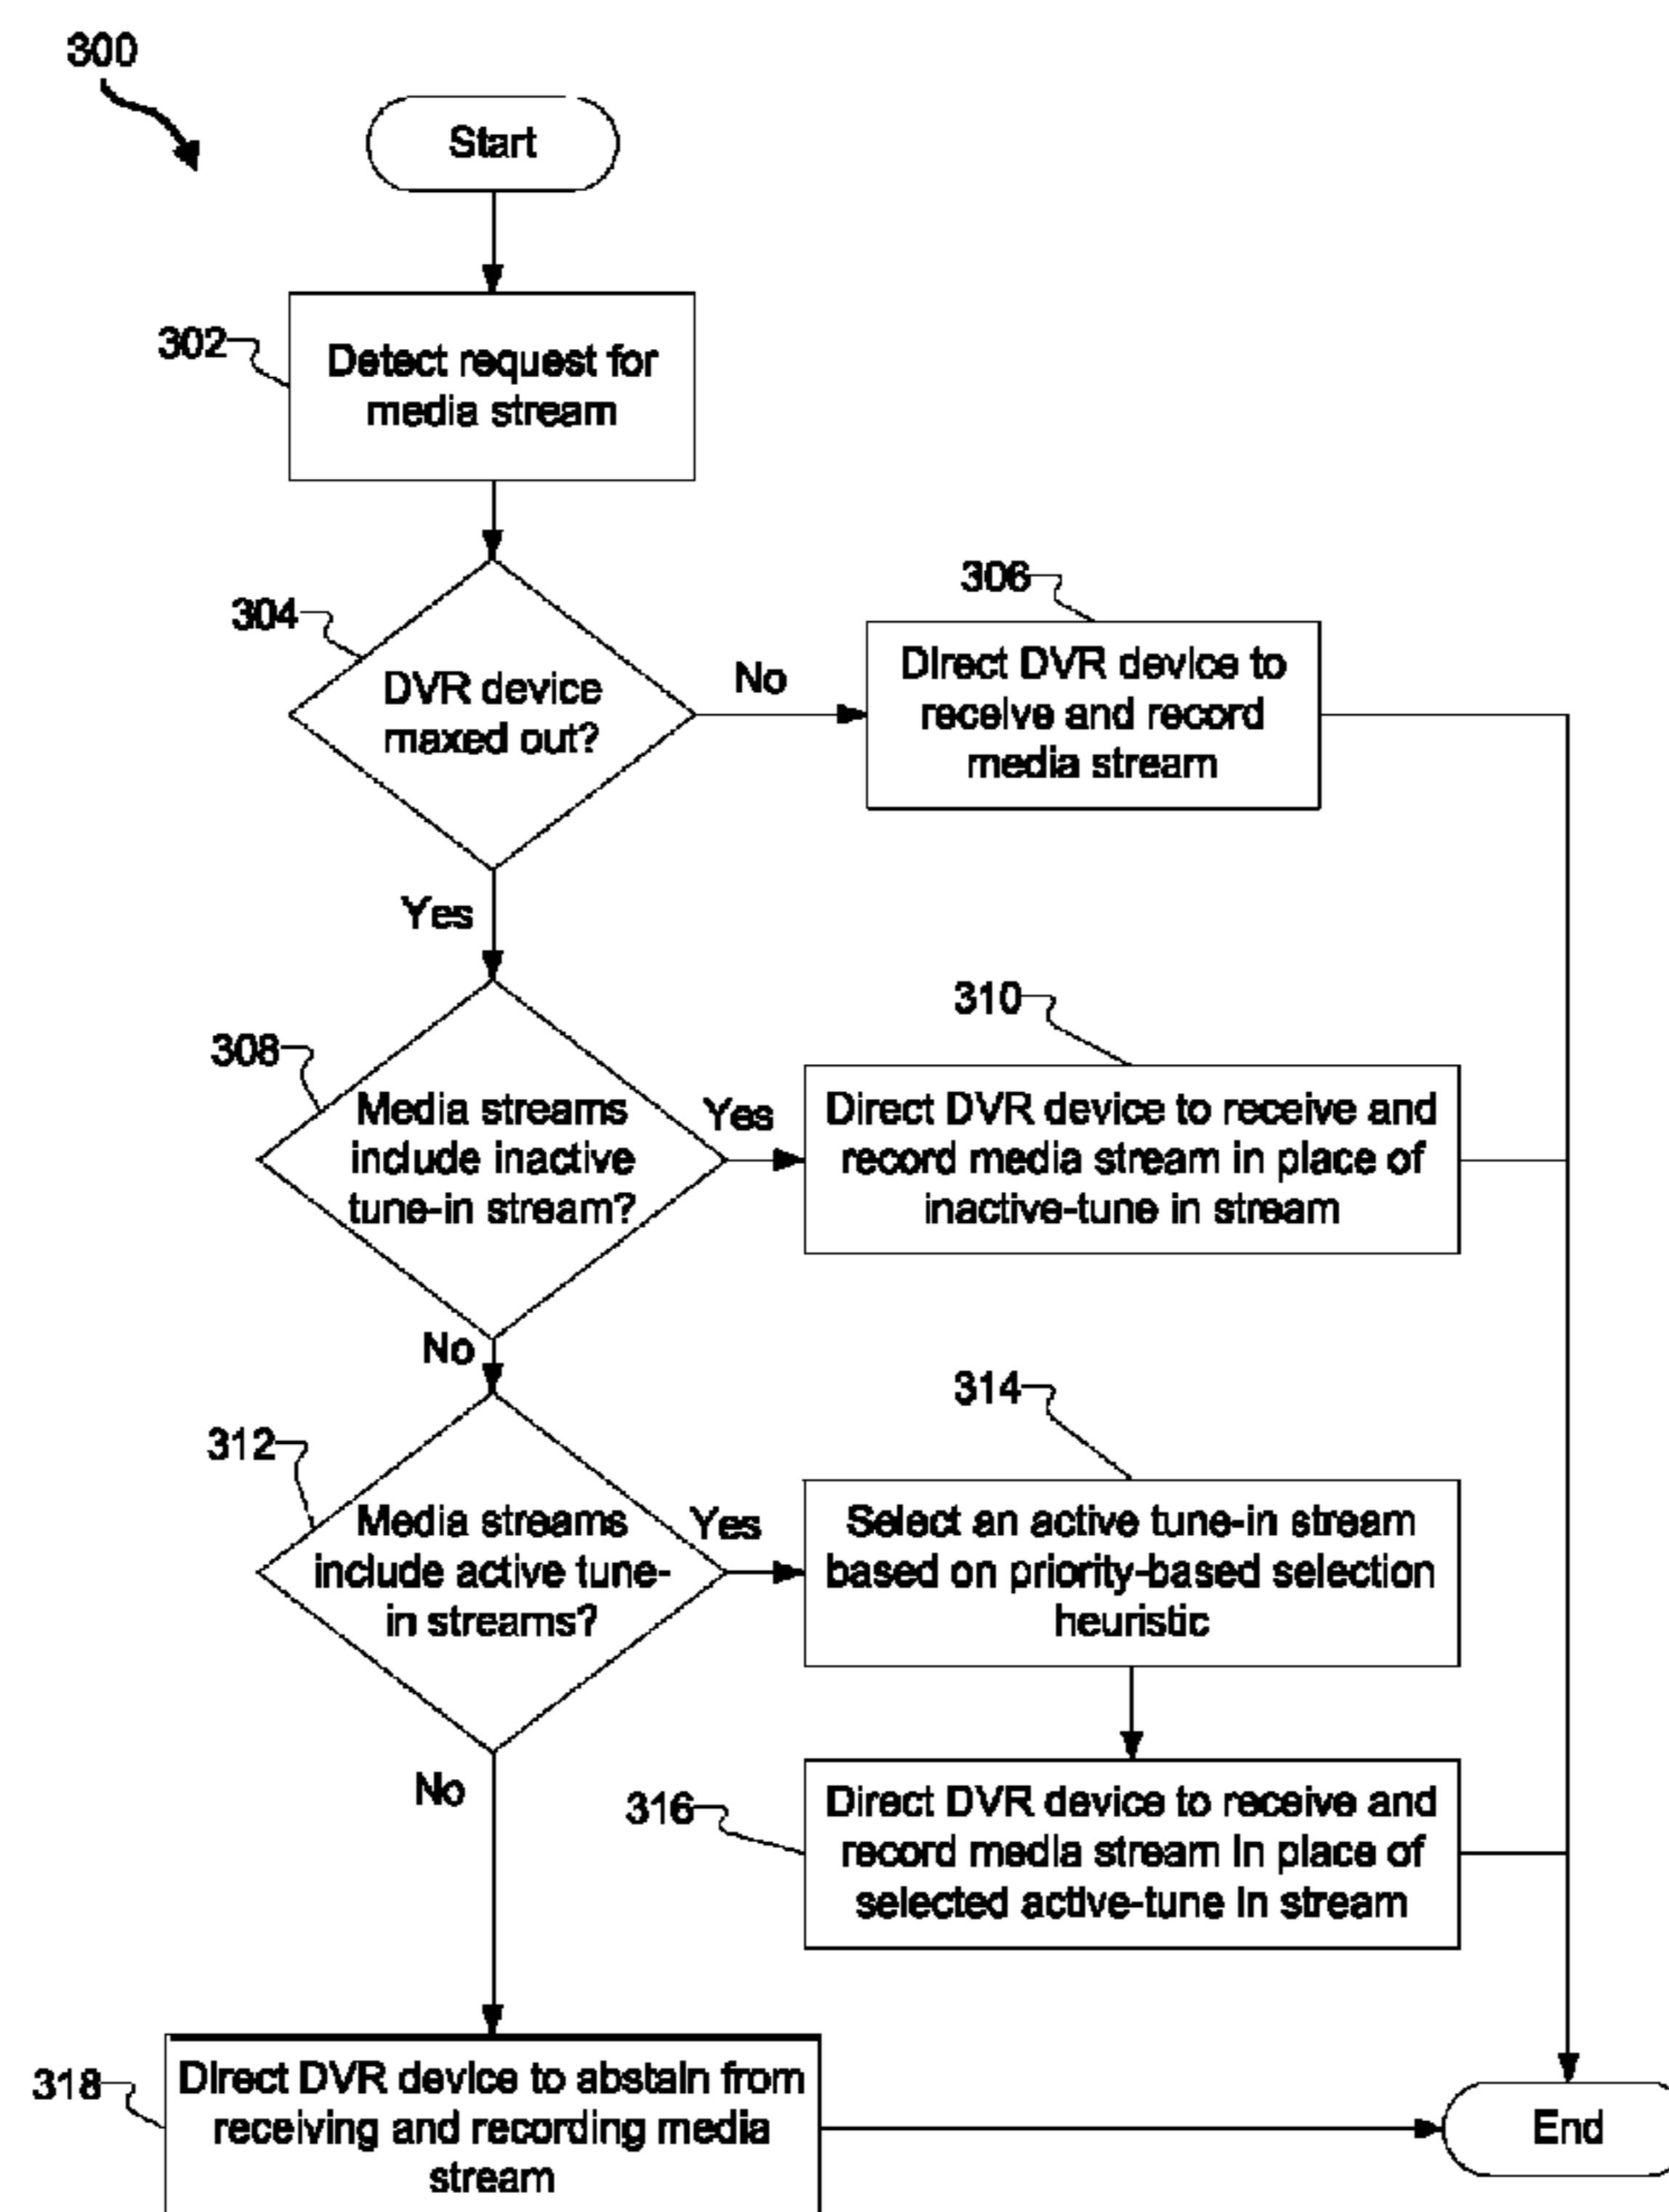 300
Start
302
Detect request for
media stream
304
DVR device
maxed out?
No
306
Direct DVR device to
receive and record
media stream
Yes
308
Media streams
include inactive
tune-in stream?
Yes
310
Direct DVR device to receive and
record media stream in place of
inactive-tune in stream
No
312
Media streams
include active tune-
in streams?
Yes
314
Select an active tune-in stream
based on priority-based selection
heuristic
316
Direct DVR device to receive and
record media stream in place of
selected active-tune in stream
No
318
Direct DVR device to abstain from
receiving and recording media
stream
End